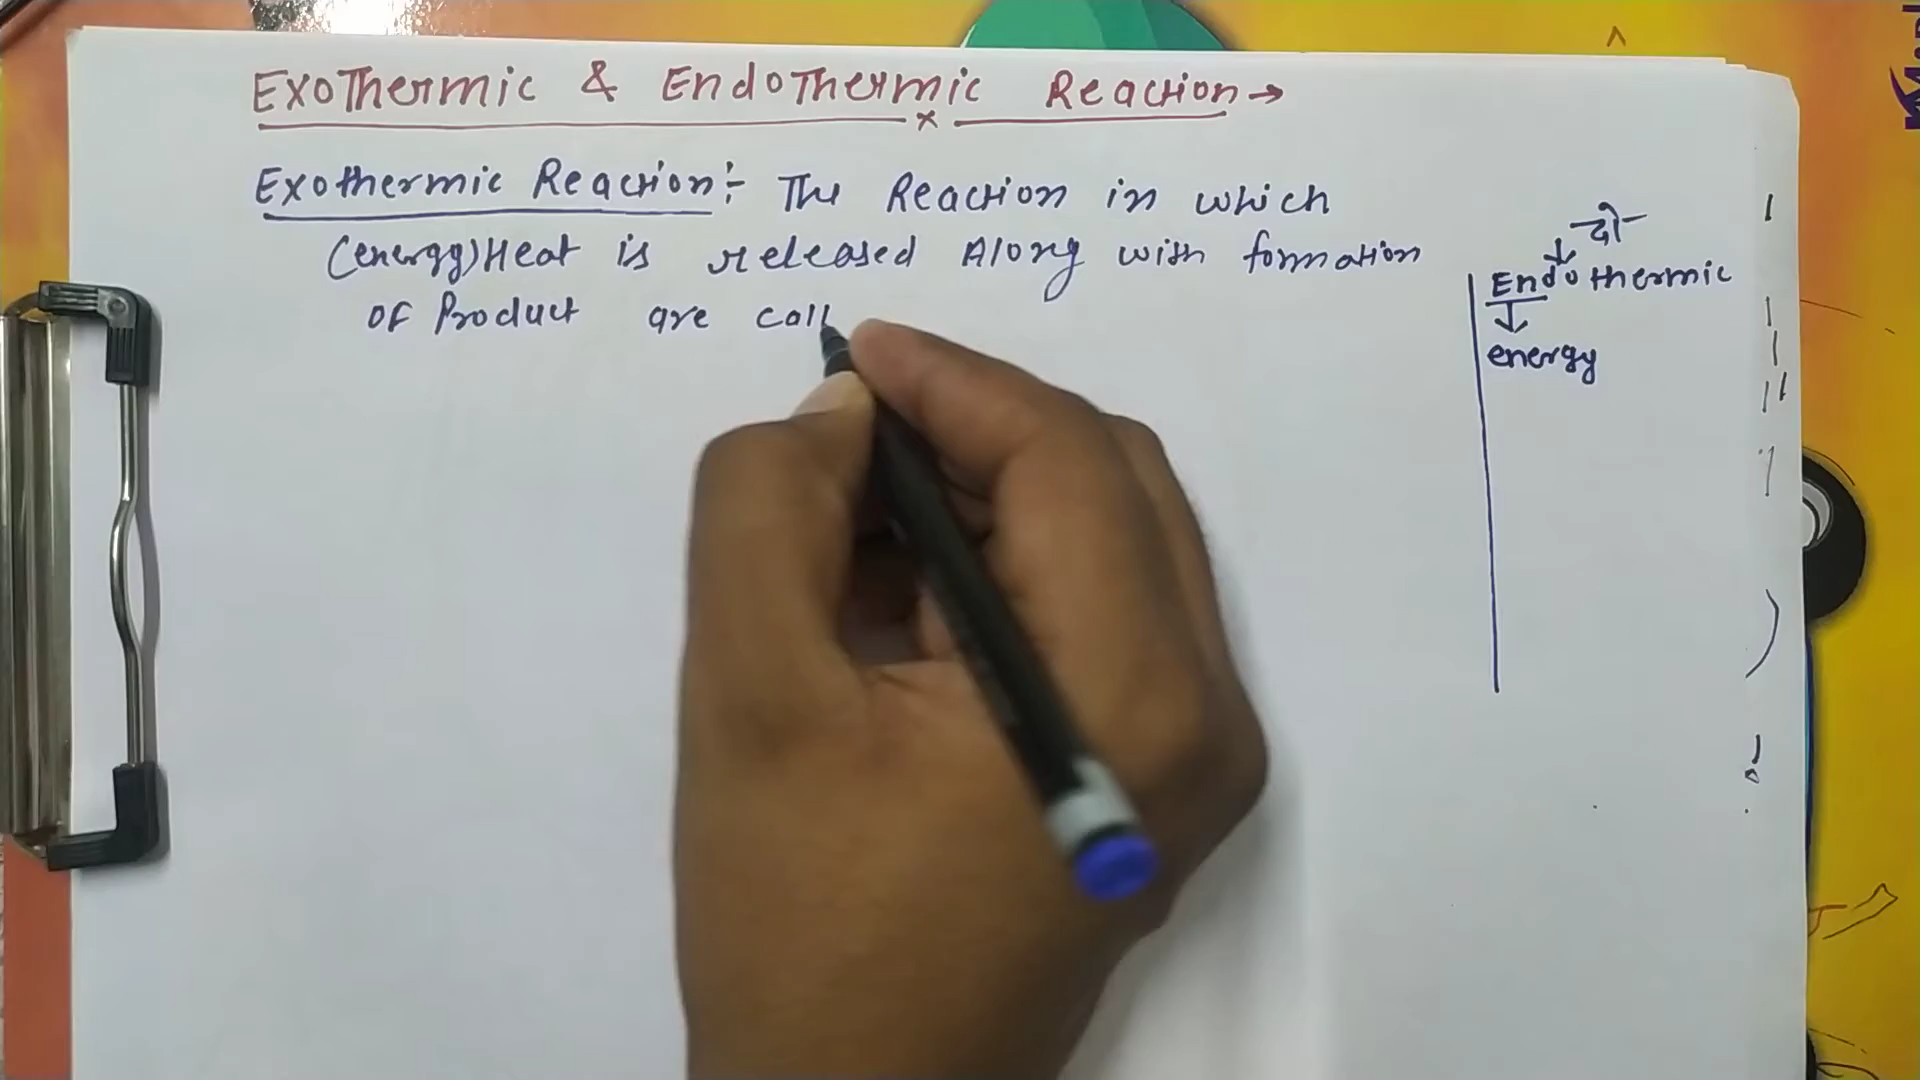 Exothermic & Endothermic Reaction→
Exothermic Reaction:- The Reaction in which
(energy)Heat is released Along with formation
of Product are call
दो
Endothermic
energy